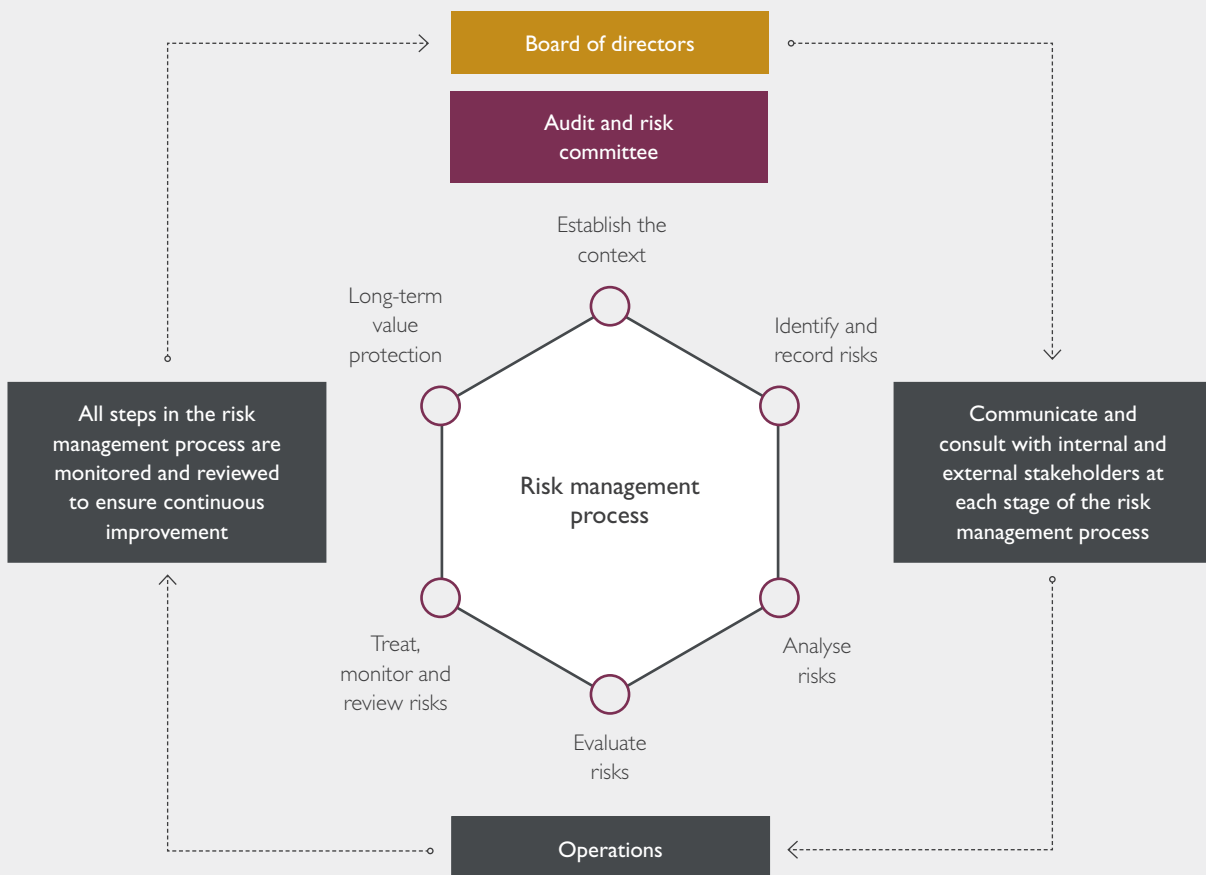 Board of directors
Audit and risk
committee
Establish the
context
Long-term
value
protection
Identify and
record risks
All steps in the risk
management process are
monitored and reviewed
to ensure continuous
improvement
Risk management
process
Communicate and
consult with internal and
external stakeholders at
each stage of the risk
management process
Treat,
monitor and
review risks
Analyse
risks
Evaluate
risks
Operations